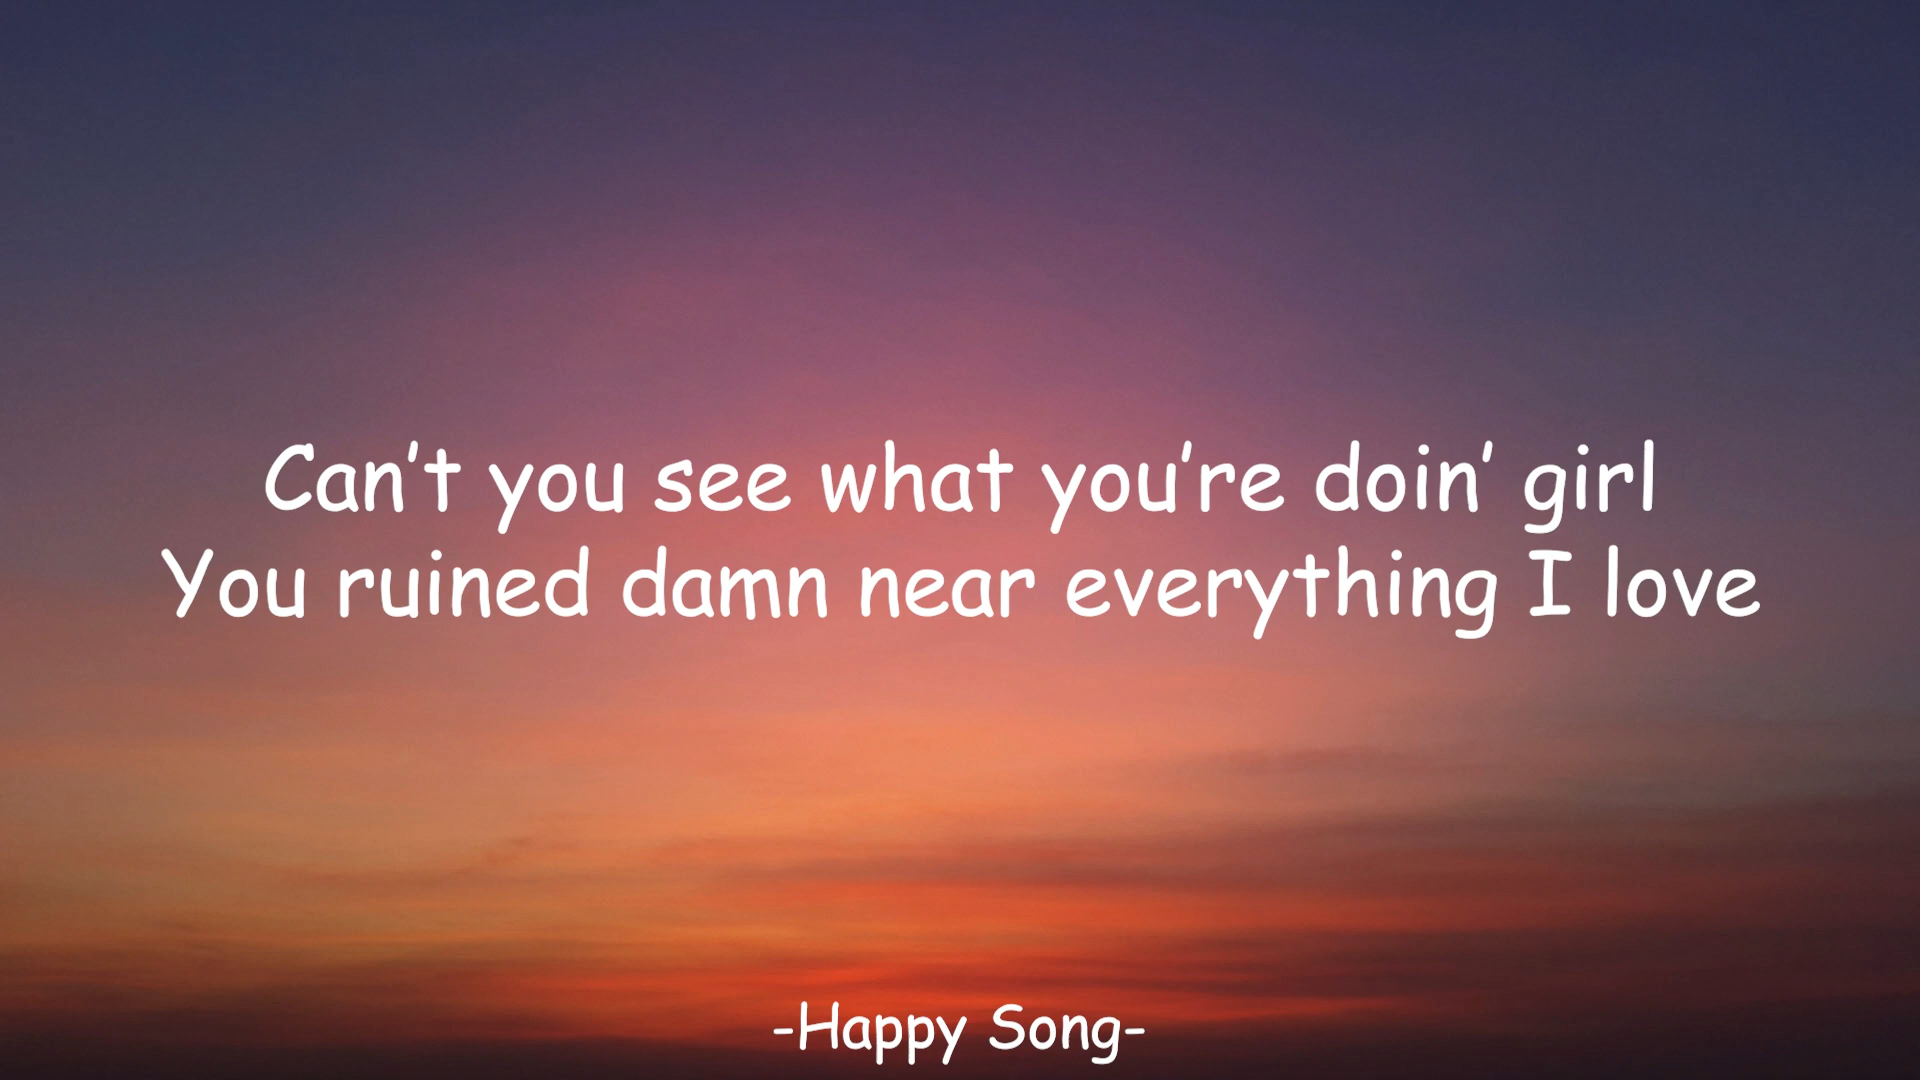 Can’t you see what you’re doin’ girl
You ruined damn near everything I love
-Happy Song-